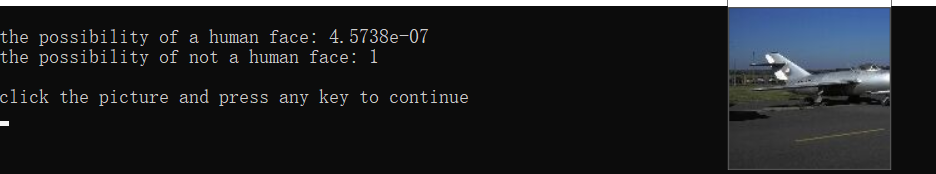 the possibility of a human face: 4.5738e-07
the possibility of not a human face: 1
click the picture and press any key to continue